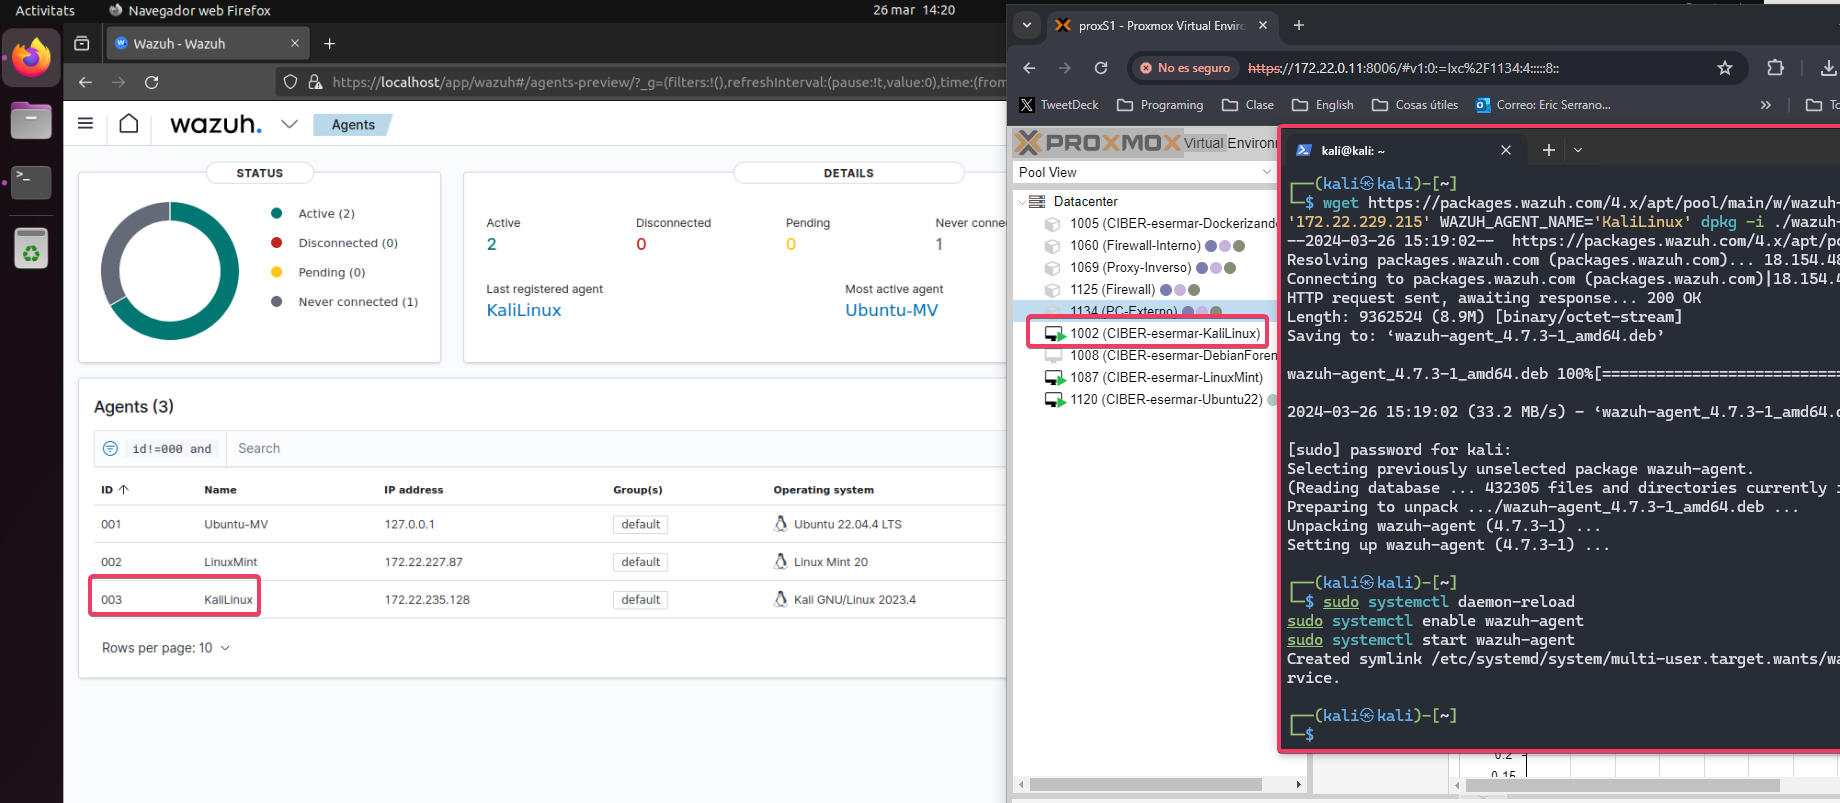 Activitats
Navegador web Firefox
26 mar 14:20
Wazuh - Wazuh
https://localhost/app/wazuh#/agents-preview/?_g=(filters:!(),refreshInterval:(pause:!t,value:0),time:(from
wazuh.
Agents
STATUS
Active (2)
Disconnected (0)
Pending (0)
Never connected (1)
DETAILS
Active
Disconnected
Pending
Never conne
2
0
0
1
Last registered agent
Most active agent
KaliLinux
Ubuntu-MV
Agents (3)
id!=000 and
Search
ID
Name
IP address
Group(s)
Operating system
001
Ubuntu-MV
127.0.0.1
default
Ubuntu 22.04.4 LTS
002
LinuxMint
172.22.227.87
default
Linux Mint 20
003
KaliLinux
172.22.235.128
default
Kali GNU/Linux 2023.4
Rows per page: 10
proxS1 - Proxmox Virtual Enviro
No es seguro
https://172.22.0.11:8006/#v1:0:=lxc%2F1134:4:::::8::
TweetDeck
Programing
Clase
English
Cosas útiles
Correo: Eric Serrano...
PROXMOX
Virtual Environ
Pool View
Datacenter
1005 (CIBER-esermar-Dockerizand
1060 (Firewall-Interno)
1069 (Proxy-Inverso)
1125 (Firewall)
1134 (PC-Externo)
1002 (CIBER-esermar-KaliLinux)
1008 (CIBER-esermar-DebianForen
1087 (CIBER-esermar-LinuxMint)
1120 (CIBER-esermar-Ubuntu22)
kali@kali: ~
┌──(kali㉿kali)-[~]
└─$ wget https://packages.wazuh.com/4.x/apt/pool/main/w/wazuh-
'172.22.229.215' WAZUH_AGENT_NAME='KaliLinux' dpkg -i ./wazuh-
--2024-03-26 15:19:02-- https://packages.wazuh.com/4.x/apt/po
Resolving packages.wazuh.com (packages.wazuh.com)... 18.154.48
Connecting to packages.wazuh.com (packages.wazuh.com)|18.154.4
HTTP request sent, awaiting response... 200 OK
Length: 9362524 (8.9M) [binary/octet-stream]
Saving to: ‘wazuh-agent_4.7.3-1_amd64.deb’
wazuh-agent_4.7.3-1_amd64.deb 100%[===========================
2024-03-26 15:19:02 (33.2 MB/s) - ‘wazuh-agent_4.7.3-1_amd64.d
[sudo] password for kali:
Selecting previously unselected package wazuh-agent.
(Reading database ... 432305 files and directories currently i
Preparing to unpack .../wazuh-agent_4.7.3-1_amd64.deb ...
Unpacking wazuh-agent (4.7.3-1) ...
Setting up wazuh-agent (4.7.3-1) ...
┌──(kali㉿kali)-[~]
└─$ sudo systemctl daemon-reload
sudo systemctl enable wazuh-agent
sudo systemctl start wazuh-agent
Created symlink /etc/systemd/system/multi-user.target.wants/wa
rvice.
┌──(kali㉿kali)-[~]
└─$
0.2
0.15